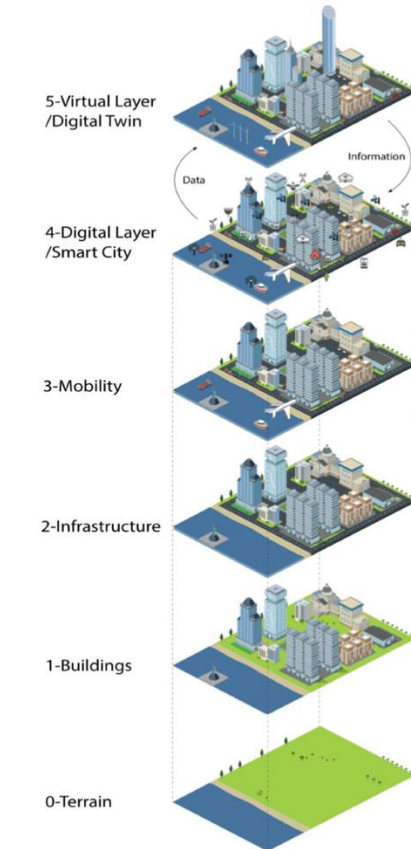 5-Virtual Layer
/Digital Twin
Information
Data
4-Digital Layer
/Smart City
3-Mobility
2-Infrastructure
1-Buildings
0-Terrain